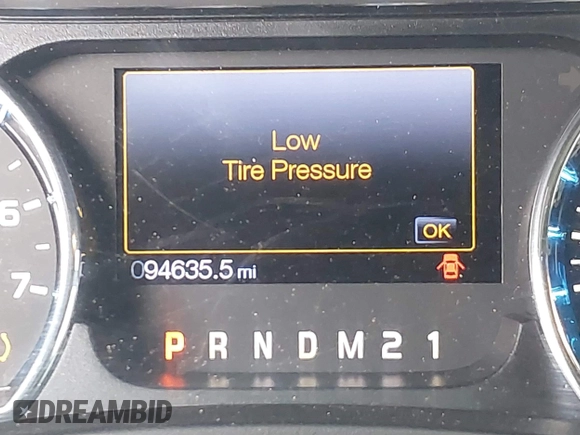 Low
Tire Pressure
OK
094635.5 mi
6
7
P R N D M 2 1
DREAMBID